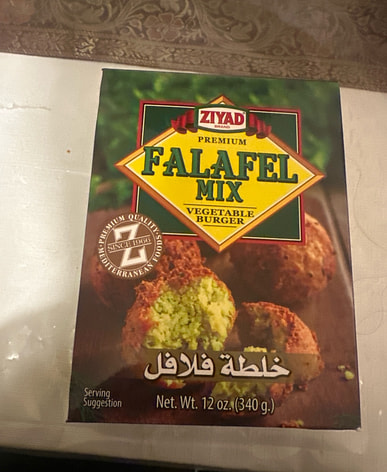 ZIYAD
BRAND
PREMIUM
FALAFEL
MIX
VEGETABLE
BURGER
PREMIUM QUALITY
SINCE 1966
Z
MEDITERRANEAN FOODS
خلطة فلافل
Serving
Suggestion
Net. Wt. 12 oz. (340 g.)